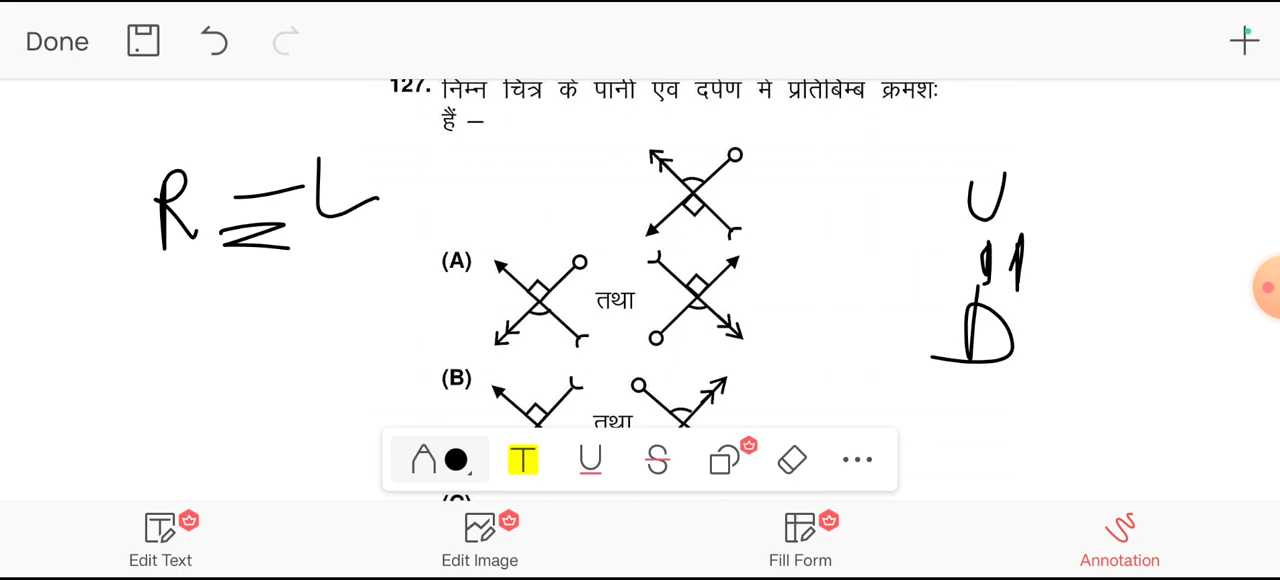 Done
127. निम्न चित्र के पानी एव दर्पण मे प्रतिबिम्ब क्रमशः
हैं –
R = L
U
D
(A) तथा
(B) तथा
T U S
Edit Text Edit Image Fill Form Annotation